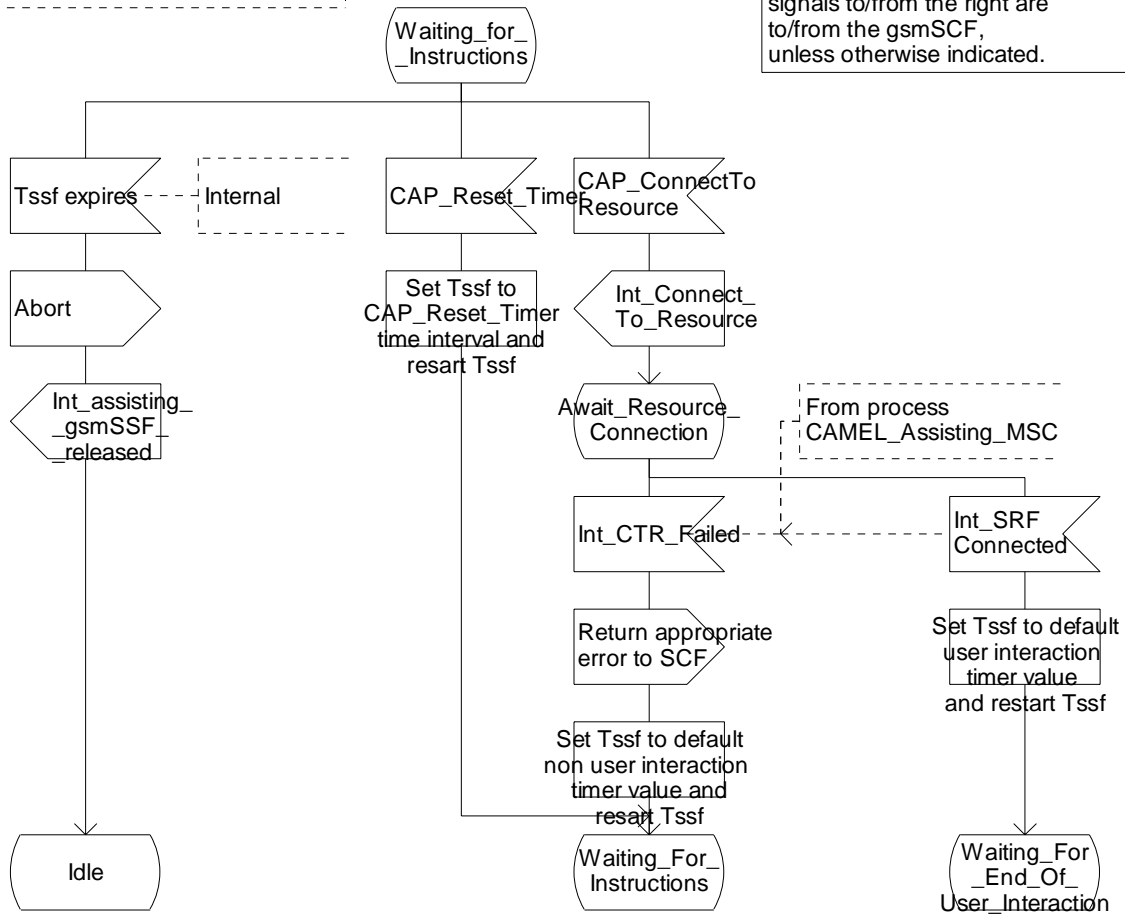 signals to/from the right are
to/from the gsmSCF,
unless otherwise indicated.
Waiting_for_
_Instructions
Tssf expires
Internal
CAP_Reset_Timer
CAP_ConnectTo
Resource
Abort
Set Tssf to
CAP_Reset_Timer
time interval and
resart Tssf
Int_Connect_
To_Resource
Int_assisting_
_gsmSSF_
_released
Await_Resource_
Connection
From process
CAMEL_Assisting_MSC
Int_CTR_Failed
Int_SRF
Connected
Return appropriate
error to SCF
Set Tssf to default
user interaction
timer value
and restart Tssf
Set Tssf to default
non user interaction
timer value and
resart Tssf
Idle
Waiting_For_
Instructions
Waiting_For
_End_Of_
User_Interaction